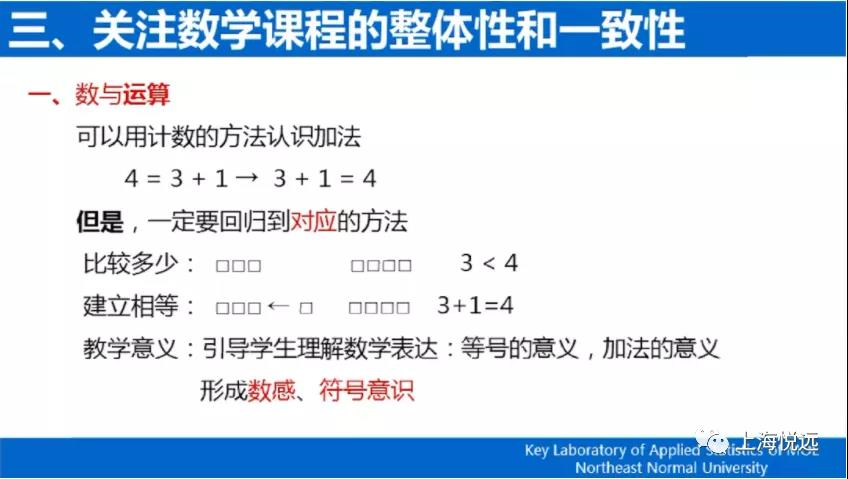 三、关注数学课程的整体性和一致性
一、数与运算
可以用计数的方法认识加法
4 = 3 + 1 → 3 + 1 = 4
但是，一定要回归到对应的方法
比较多少： □□□ □□□□ 3 < 4
建立相等： □□□ ← □ □□□□ 3+1=4
教学意义：引导学生理解数学表达：等号的意义，加法的意义
形成数感、符号意识
上海悦远
Key Laboratory of Applied Statistics of MOE
Northeast Normal University